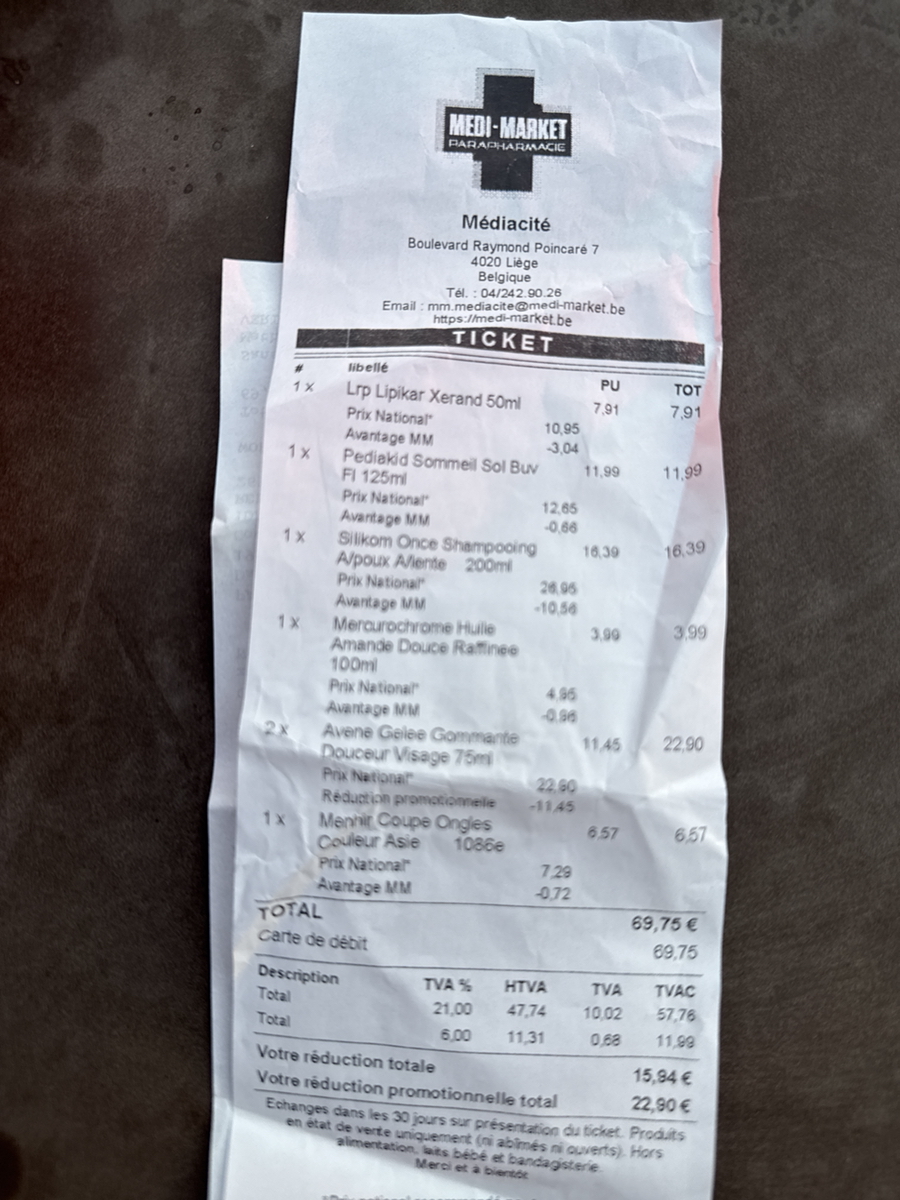 MEDI-MARKET
PARAPHARMACIE
Médiacité
Boulevard Raymond Poincaré 7
4020 Liège
Belgique
Tél. : 04/242.90.26
Email : mm.mediacite@medi-market.be
https://medi-market.be
TICKET
# libellé PU TOT
1 x Lrp Lipikar Xerand 50ml 7,91 7,91
Prix National* 10,95
Avantage MM -3,04
1 x Pediakid Sommeil Sol Buv 11,99 11,99
Fl 125ml
Prix National* 12,65
Avantage MM -0,66
1 x Silikom Once Shampooing 16,39 16,39
A/poux A/lente 200ml
Prix National* 26,95
Avantage MM -10,56
1 x Mercurochrome Huile 3,99 3,99
Amande Douce Raffinee
100ml
Prix National* 4,95
Avantage MM -0,96
2 x Avene Gelee Gommante 11,45 22,90
Douceur Visage 75ml
Prix National* 22,90
Réduction promotionnelle -11,45
1 x Menhir Coupe Ongles 6,57 6,57
Couleur Asie 1086e
Prix National* 7,29
Avantage MM -0,72
TOTAL 69,75 €
Carte de débit 69,75
Description TVA % HTVA TVA TVAC
Total 21,00 47,74 10,02 57,76
Total 6,00 11,31 0,68 11,99
Votre réduction totale 15,94 €
Votre réduction promotionnelle total 22,90 €
Echanges dans les 30 jours sur présentation du ticket. Produits
en état de vente uniquement (ni abîmés ni ouverts). Hors
alimentation, laits bébé et bandagisterie.
Merci et à bientôt